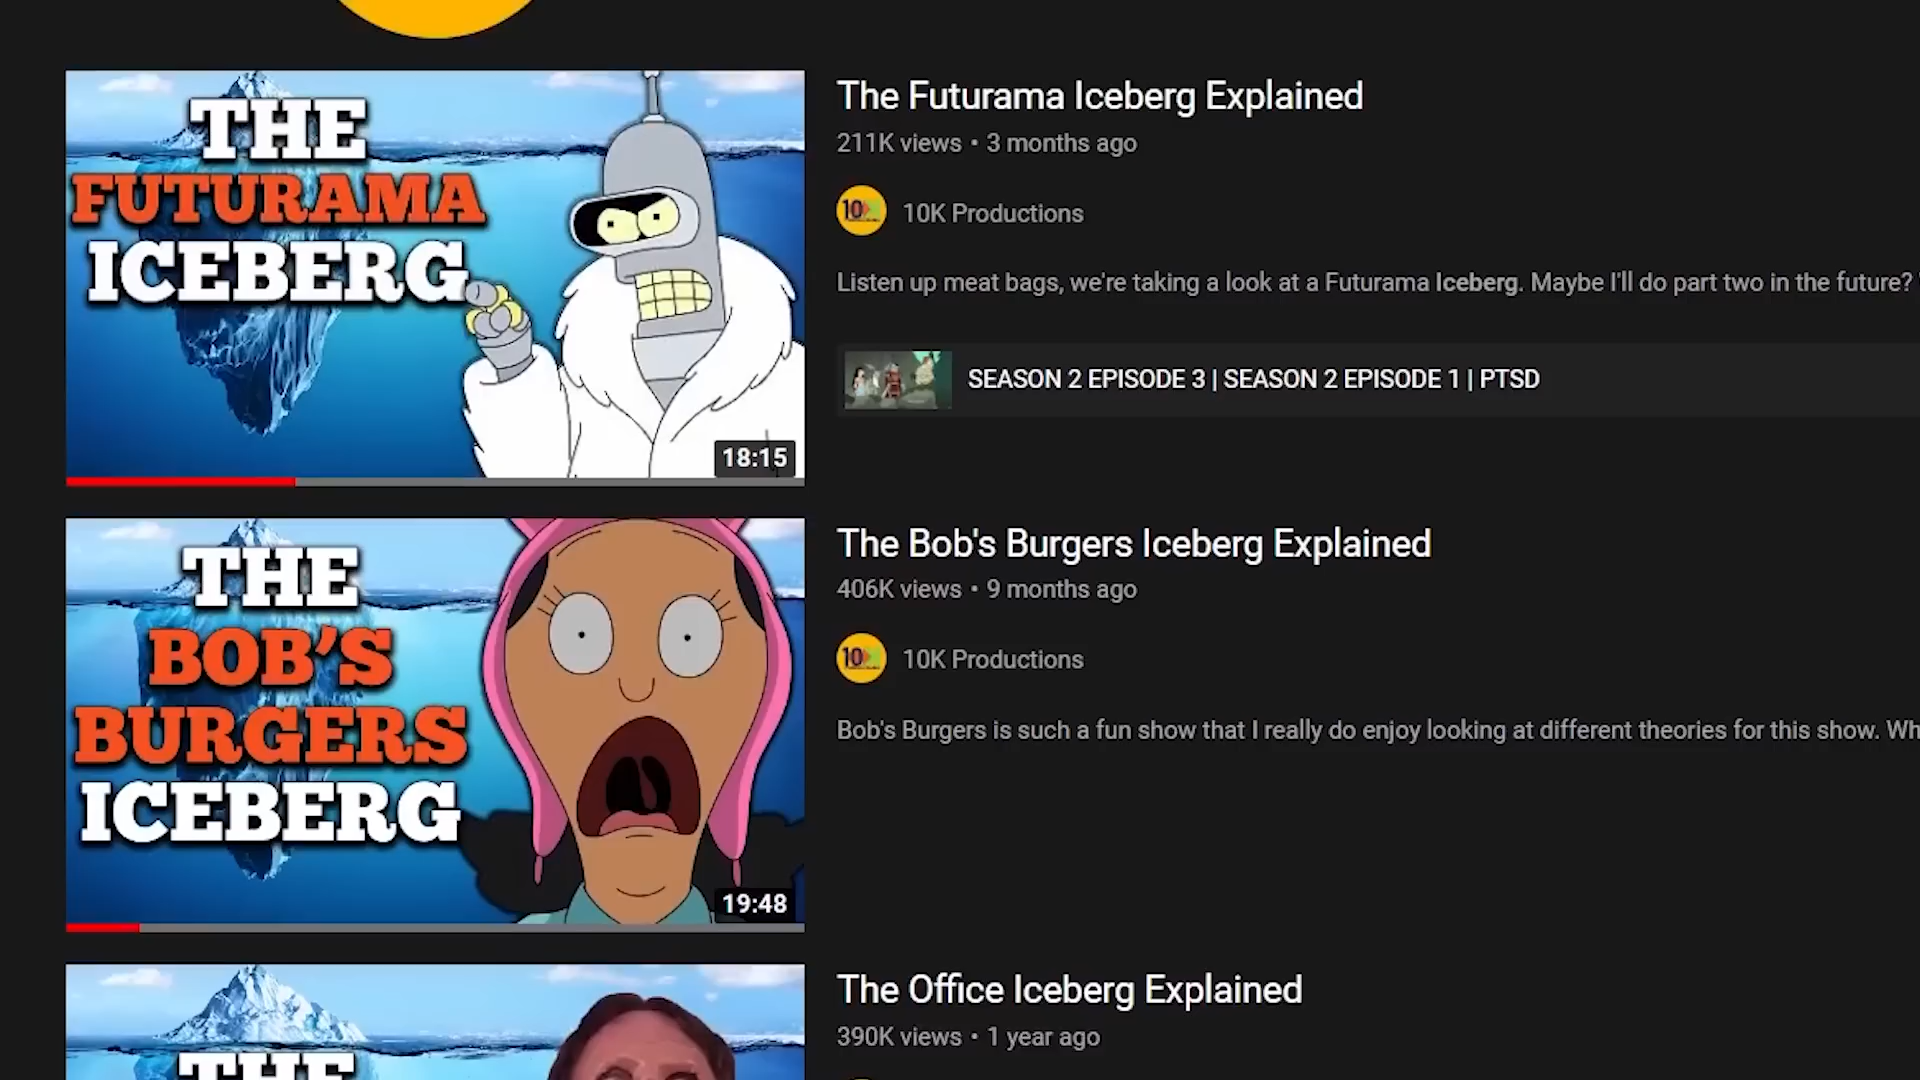 THE
FUTURAMA
ICEBERG
18:15
The Futurama Iceberg Explained
211K views • 3 months ago
10K
10K Productions
Listen up meat bags, we're taking a look at a Futurama Iceberg. Maybe I'll do part two in the future?
SEASON 2 EPISODE 3 | SEASON 2 EPISODE 1 | PTSD
THE
BOB'S
BURGERS
ICEBERG
19:48
The Bob's Burgers Iceberg Explained
406K views • 9 months ago
10K
10K Productions
Bob's Burgers is such a fun show that I really do enjoy looking at different theories for this show. Wh
THE
The Office Iceberg Explained
390K views • 1 year ago